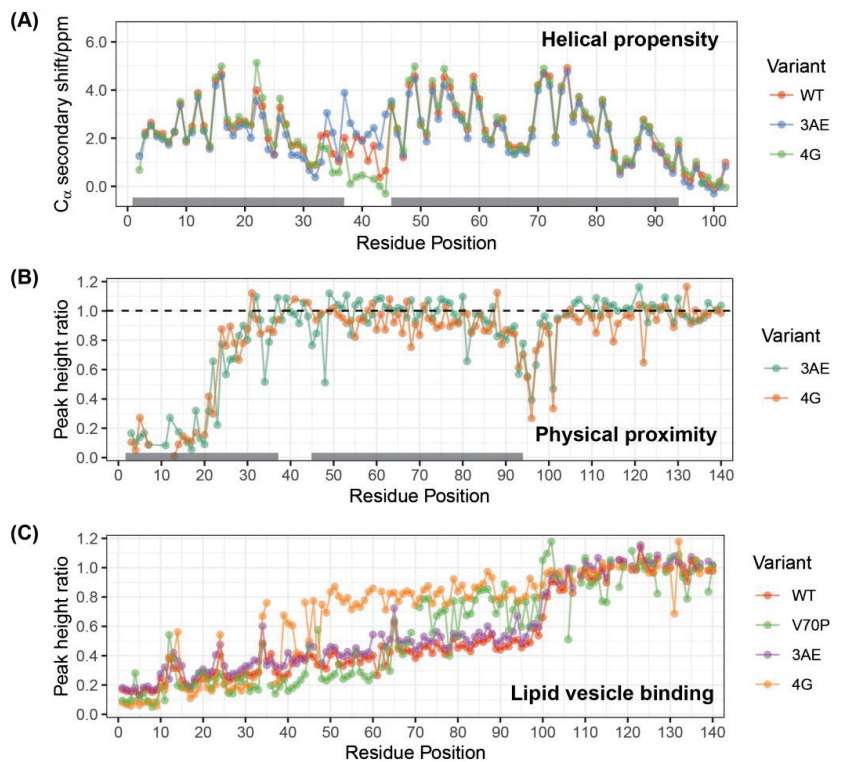 (A)
Helical propensity
Cα secondary shift/ppm
6.0
4.0
2.0
0.0
0 10 20 30 40 50 60 70 80 90 100
Residue Position
Variant
WT
3AE
4G
(B)
Physical proximity
Peak height ratio
1.2
1.0
0.8
0.6
0.4
0.2
0.0
0 10 20 30 40 50 60 70 80 90 100 110 120 130 140
Residue Position
Variant
3AE
4G
(C)
Lipid vesicle binding
Peak height ratio
1.2
1.0
0.8
0.6
0.4
0.2
0.0
0 10 20 30 40 50 60 70 80 90 100 110 120 130 140
Residue Position
Variant
WT
V70P
3AE
4G